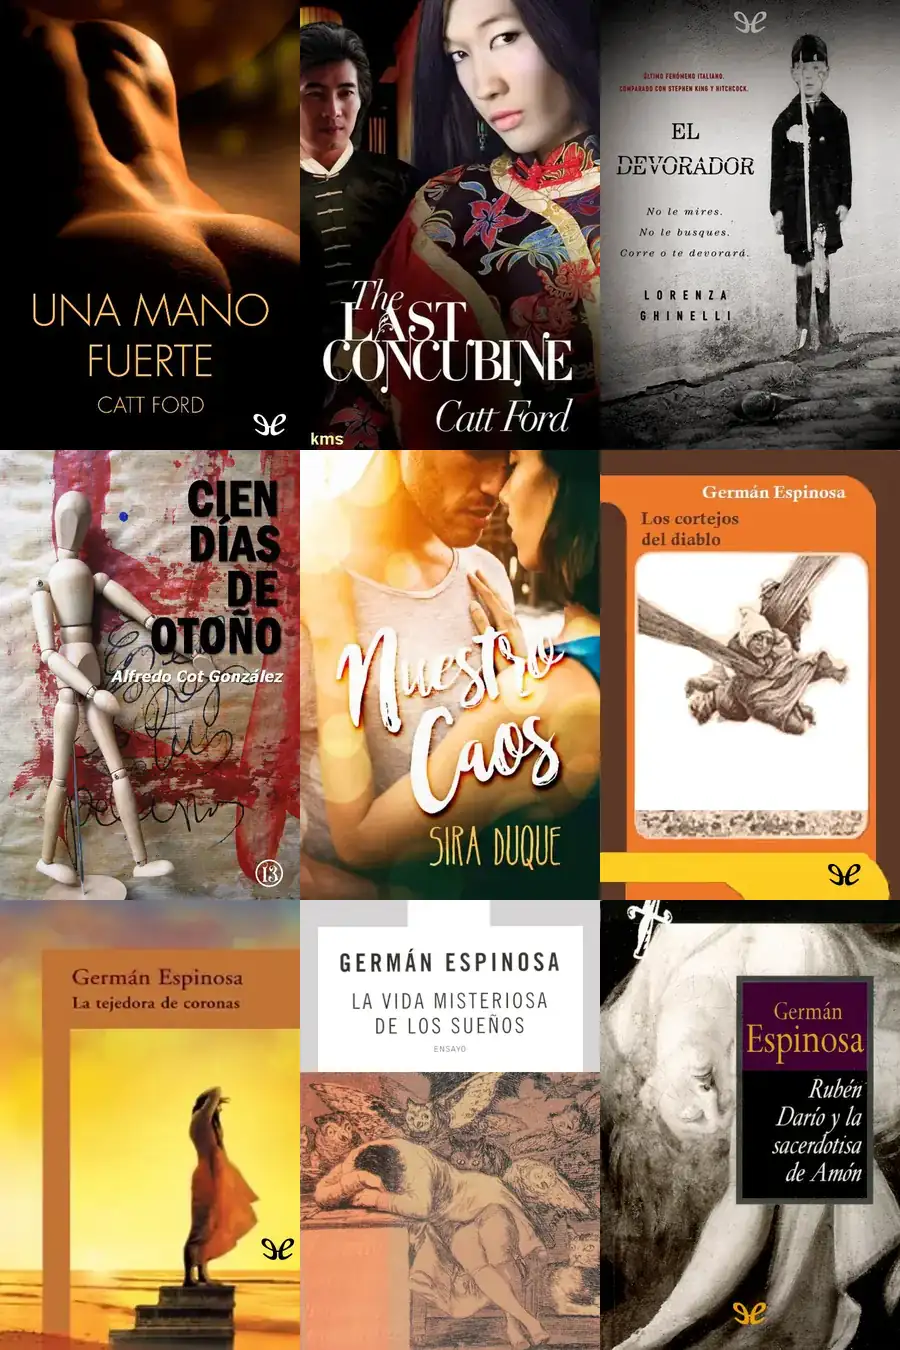 UNA MANO
FUERTE
CATT FORD
The
LAST
CONCUBINE
Catt Ford
kms
ÚLTIMO FENÓMENO ITALIANO.
COMPARADO CON STEPHEN KING Y HITCHCOCK.
EL
DEVORADOR
No le mires.
No le busques.
Corre o te devorará.
LORENZA
GHINELLI
CIEN
DÍAS
DE
OTOÑO
Alfredo Cot González
13
Nuestro
Caos
SIRA DUQUE
Germán Espinosa
Los cortejos
del diablo
Germán Espinosa
La tejedora de coronas
GERMÁN ESPINOSA
LA VIDA MISTERIOSA
DE LOS SUEÑOS
ENSAYO
Germán
Espinosa
Rubén
Darío y la
sacerdotisa
de Amón